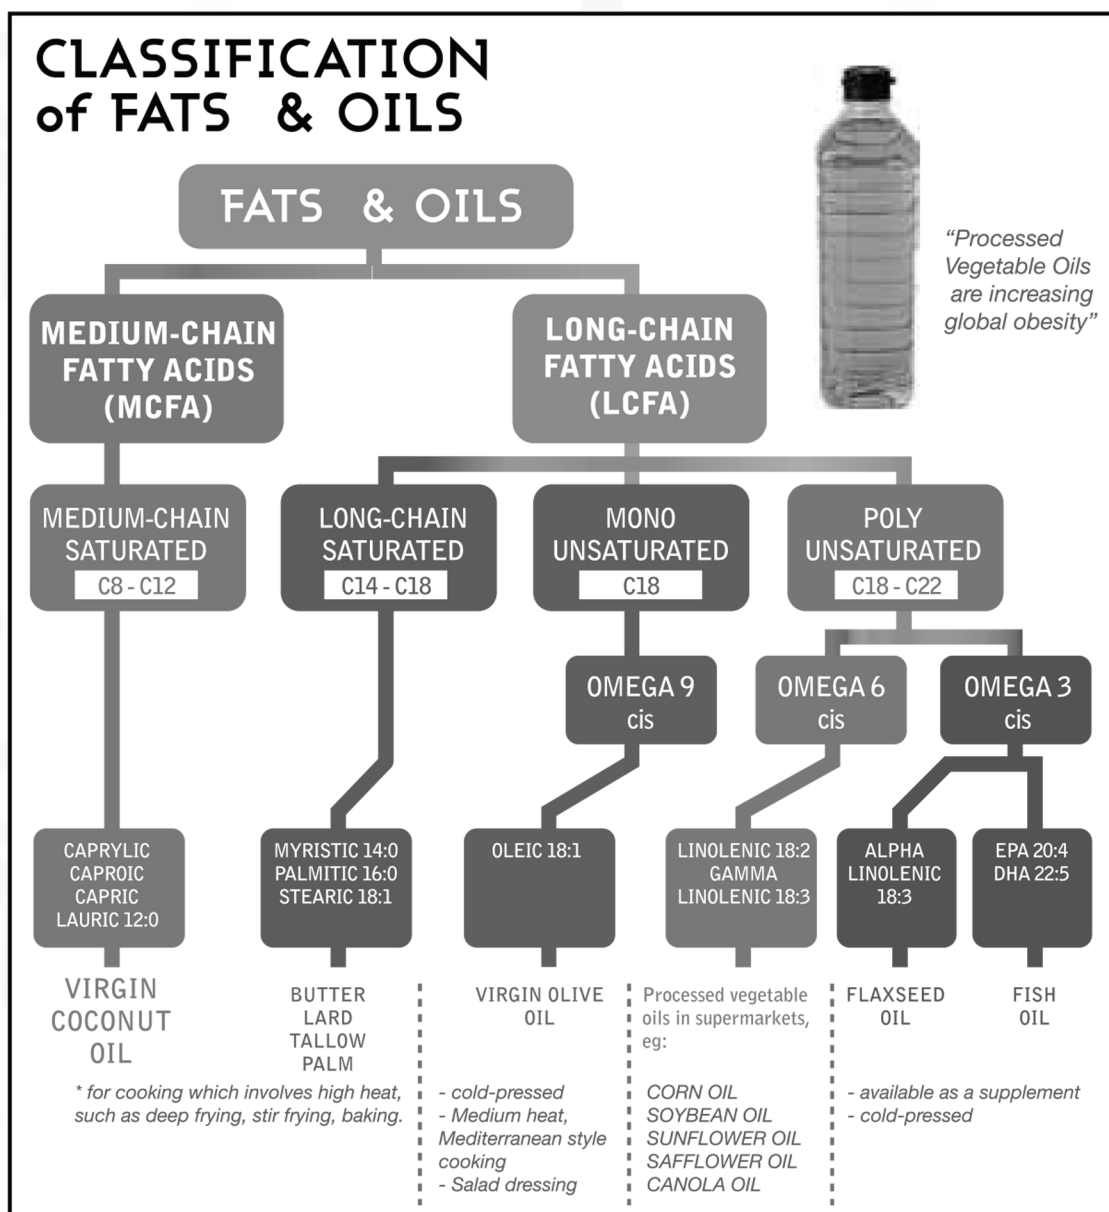 CLASSIFICATION
of FATS & OILS
FATS & OILS
"Processed
Vegetable Oils
are increasing
global obesity"
MEDIUM-CHAIN
FATTY ACIDS
(MCFA)
LONG-CHAIN
FATTY ACIDS
(LCFA)
MEDIUM-CHAIN
SATURATED
C8 - C12
LONG-CHAIN
SATURATED
C14 - C18
MONO
UNSATURATED
C18
POLY
UNSATURATED
C18 - C22
OMEGA 9
cis
OMEGA 6
cis
OMEGA 3
cis
CAPRYLIC
CAPROIC
CAPRIC
LAURIC 12:0
MYRISTIC 14:0
PALMITIC 16:0
STEARIC 18:1
OLEIC 18:1
LINOLENIC 18:2
GAMMA
LINOLENIC 18:3
ALPHA
LINOLENIC
18:3
EPA 20:4
DHA 22:5
VIRGIN
COCONUT
OIL
BUTTER
LARD
TALLOW
PALM
* for cooking which involves high heat,
such as deep frying, stir frying, baking.
VIRGIN OLIVE
OIL
- cold-pressed
- Medium heat,
Mediterranean style
cooking
- Salad dressing
Processed vegetable
oils in supermarkets,
eg:
CORN OIL
SOYBEAN OIL
SUNFLOWER OIL
SAFFLOWER OIL
CANOLA OIL
FLAXSEED
OIL
FISH
OIL
- available as a supplement
- cold-pressed